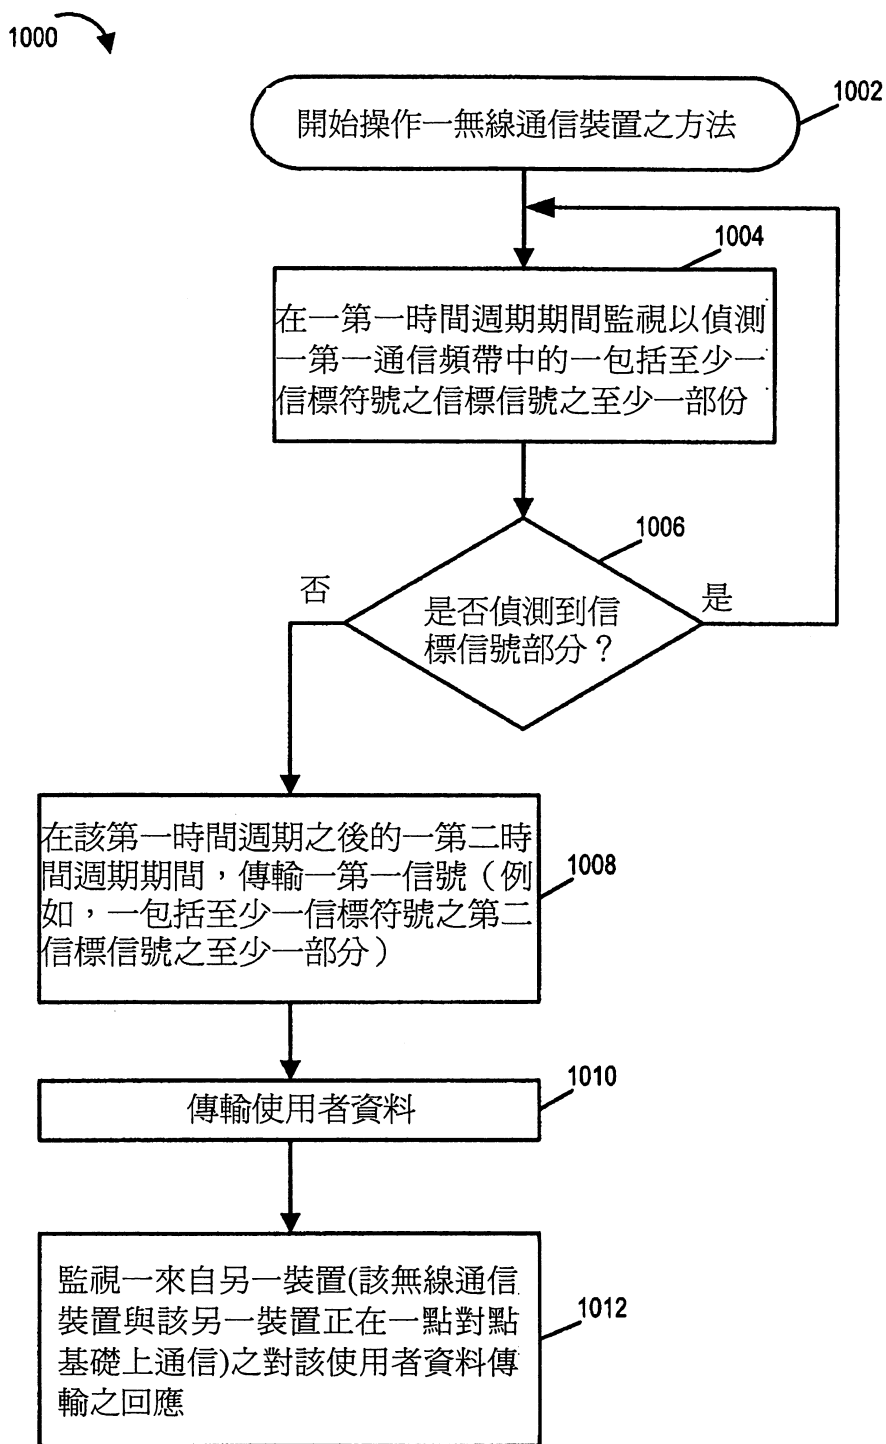 1000
1002
開始操作一無線通信裝置之方法
1004
在一第一時間週期期間監視以偵測
一第一通信頻帶中的一包括至少一
信標符號之信標信號之至少一部份
1006
否
是
是否偵測到信
標信號部分？
在該第一時間週期之後的一第二時
間週期期間，傳輸一第一信號（例
如，一包括至少一信標符號之第二
信標信號之至少一部分）
1008
1010
傳輸使用者資料
監視一來自另一裝置(該無線通信
裝置與該另一裝置正在一點對點
基礎上通信)之對該使用者資料傳
輸之回應
1012